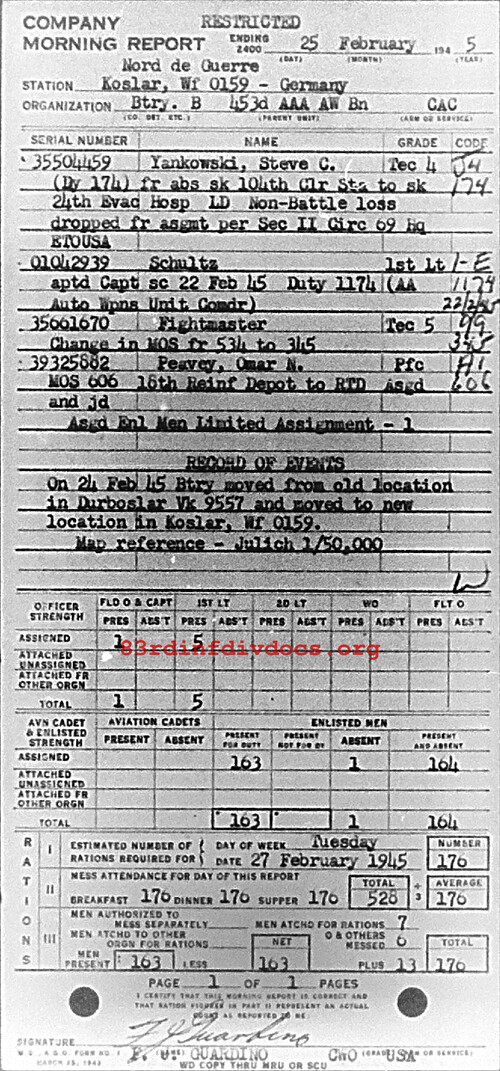 COMPANY RESTRICTED
MORNING REPORT ENDING 2400 25 February 194 5
(DAY) (MONTH) (YEAR)
Nord de Guerre
STATION Koslar, Wf 0159 - Germany
ORGANIZATION Btry. B 453d AAA AW Bn CAC
(CO. DET. ETC.) (PARENT UNIT) (ARM OR SERVICE)
SERIAL NUMBER NAME GRADE CODE
35504459 Yankowski, Steve C. Tec 4 J4
(Dy 174) fr abs sk 104th Clr Sta to sk 174
24th Evac Hosp LD Non-Battle loss
dropped fr asgmt per Sec II Circ 69 Hq
ETOUSA
01042939 Schultz 1st Lt 1-E
aptd Capt sc 22 Feb 45 Duty 1174 (AA 1174
Auto Wpns Unit Comdr) 22/2/45
35661670 Fightmaster Tec 5
Change in MOS fr 534 to 345 345
39325882 Peavey, Omar N. Pfc A1
MOS 606 18th Reinf Depot to RTD Asgd 606
and jd
Asgd Enl Men Limited Assignment - 1
RECORD OF EVENTS
On 24 Feb 45 Btry moved from old location
in Durboslar Vk 9557 and moved to new
location in Koslar, Wf 0159.
Map reference - Julich 1/50,000
W
OFFICER STRENGTH FLD O & CAPT 1ST LT 2D LT WO FLT O
PRES ABS'T PRES ABS'T PRES ABS'T PRES ABS'T PRES ABS'T
ASSIGNED 1 5
83rdinfdivdocs.org
ATTACHED UNASSIGNED
ATTACHED FR OTHER ORGN
TOTAL 1 5
AVN CADET & ENLISTED STRENGTH AVIATION CADETS ENLISTED MEN
PRESENT ABSENT PRESENT FOR DUTY PRESENT NOT FOR DY ABSENT PRESENT AND ABSENT
ASSIGNED 163 1 164
ATTACHED UNASSIGNED
ATTACHED FR OTHER ORGN
TOTAL 163 1 164
RATIONS
I ESTIMATED NUMBER OF RATIONS REQUIRED FOR { DAY OF WEEK Tuesday NUMBER
DATE 27 February 1945 176
II MESS ATTENDANCE FOR DAY OF THIS REPORT TOTAL ÷ 3 AVERAGE
BREAKFAST 176 DINNER 176 SUPPER 176 528 176
III MEN AUTHORIZED TO MESS SEPARATELY MEN ATCHD FOR RATIONS 7
MEN ATCHD TO OTHER ORGN FOR RATIONS NET O & OTHERS MESSED 6 TOTAL
MEN PRESENT 163 LESS 163 PLUS 13 176
PAGE 1 OF 1 PAGES
I CERTIFY THAT THIS MORNING REPORT IS CORRECT AND
THAT RATION FIGURES IN PART II REPRESENT AN ACTUAL
COUNT AS REPORTED TO ME:
SIGNATURE F J Guardino
W D , A G O FORM NO. 1 F. J. GUARDINO CWO USA
MARCH 25, 1943 WD COPY THRU MRU OR SCU